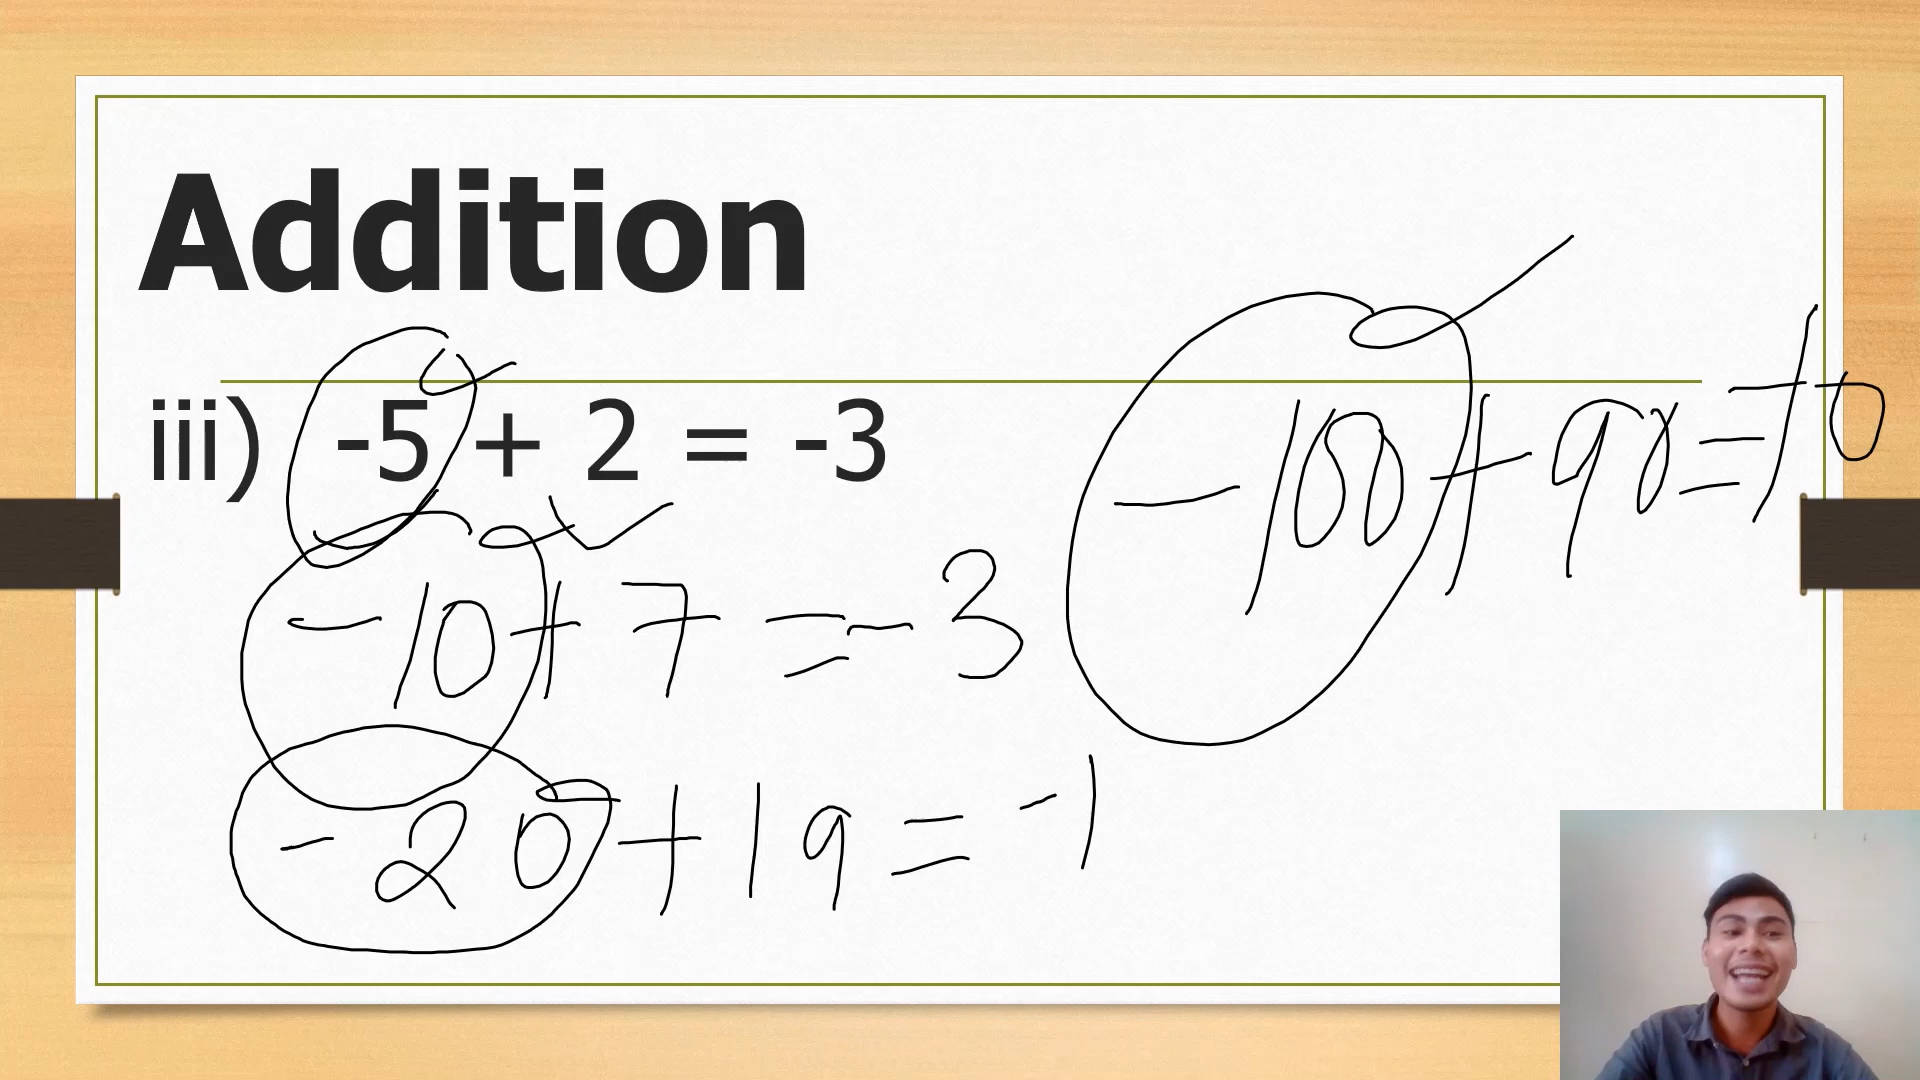 Addition
iii) -5 + 2 = -3
-100+90=-10
-10+7=-3
-20+19=-1